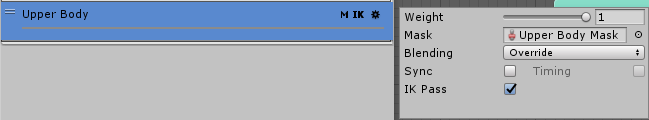 Upper Body M IK
Weight 1
Mask Upper Body Mask
Blending Override
Sync Timing
IK Pass